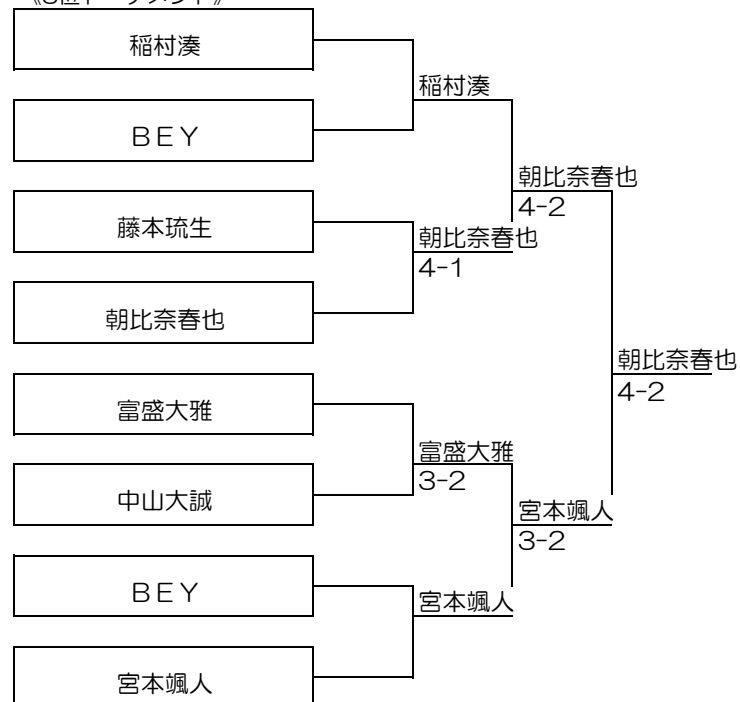 稲村湊
稲村湊
ＢＥＹ
朝比奈春也
4-2
藤本琉生
朝比奈春也
4-1
朝比奈春也
朝比奈春也
4-2
富盛大雅
富盛大雅
3-2
中山大誠
宮本颯人
3-2
ＢＥＹ
宮本颯人
宮本颯人